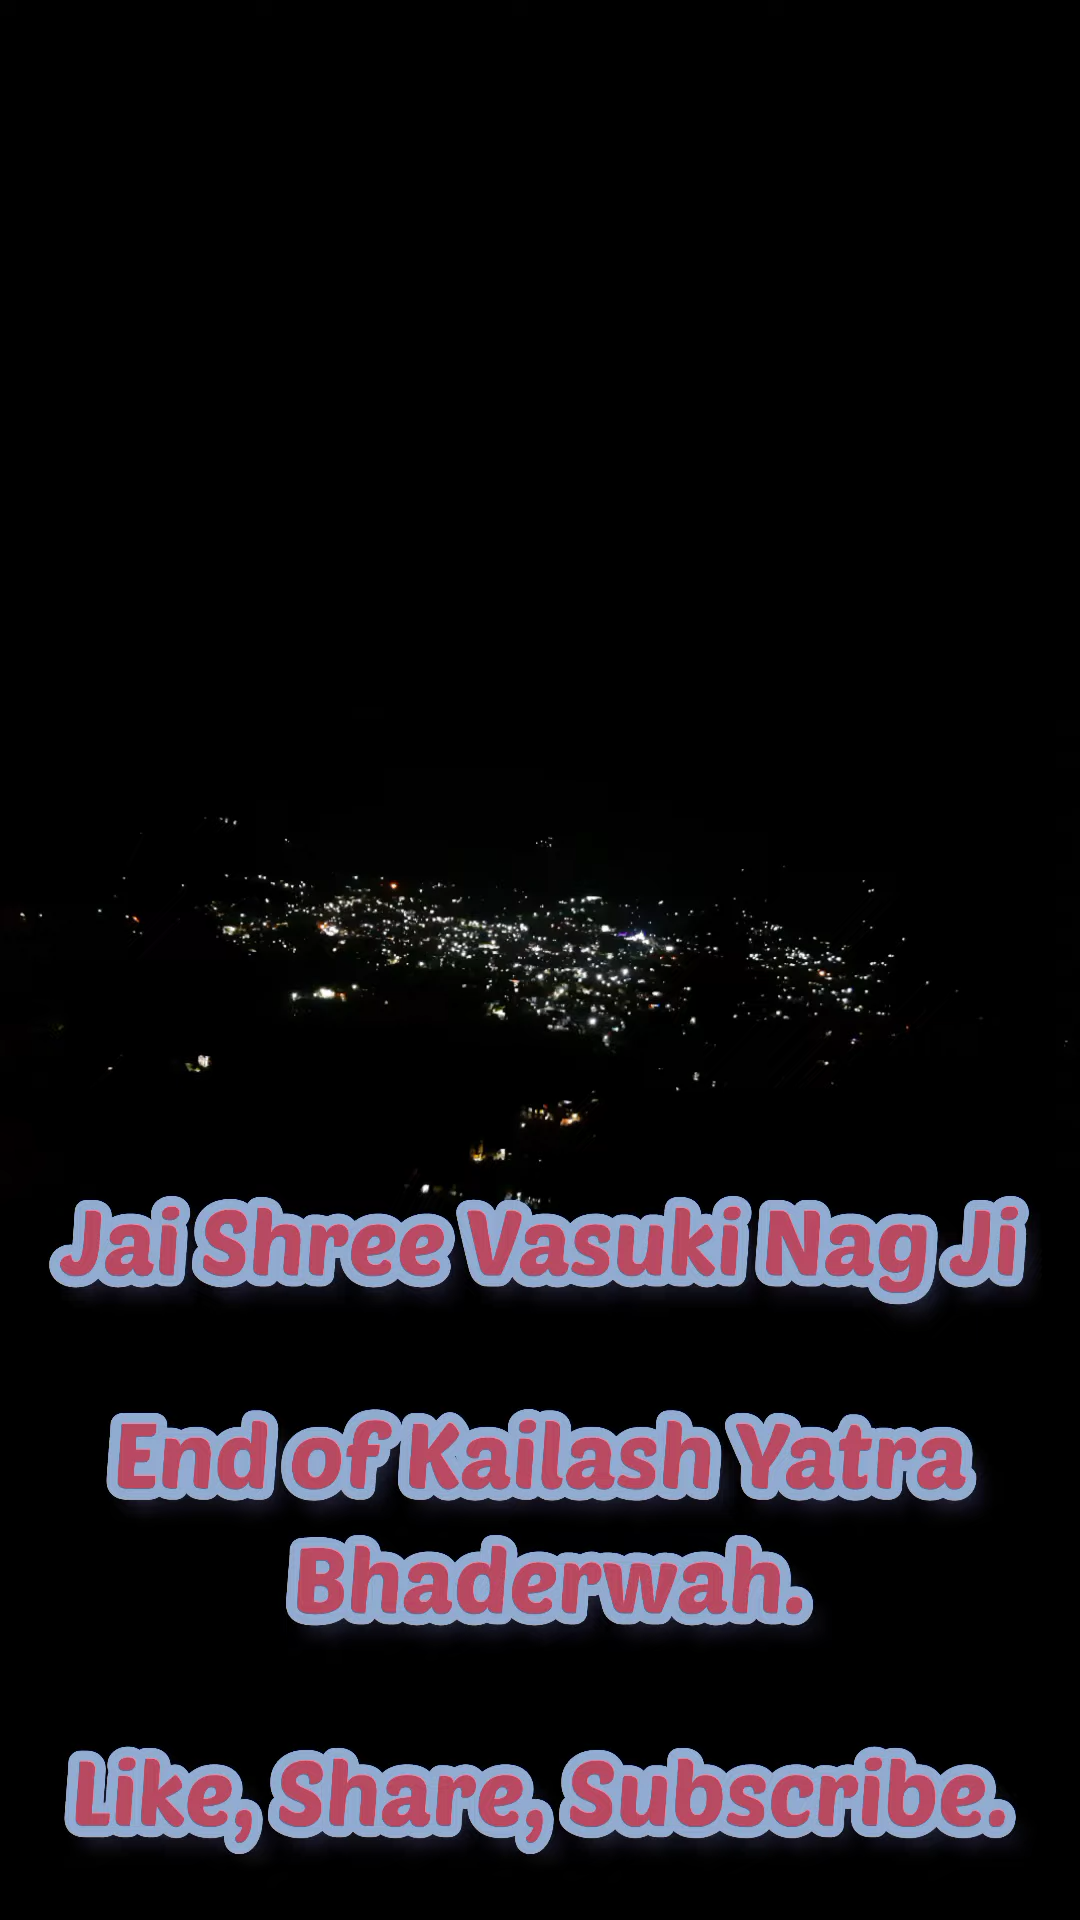 Jai Shree Vasuki Nag Ji
End of Kailash Yatra
Bhaderwah.
Like, Share, Subscribe.